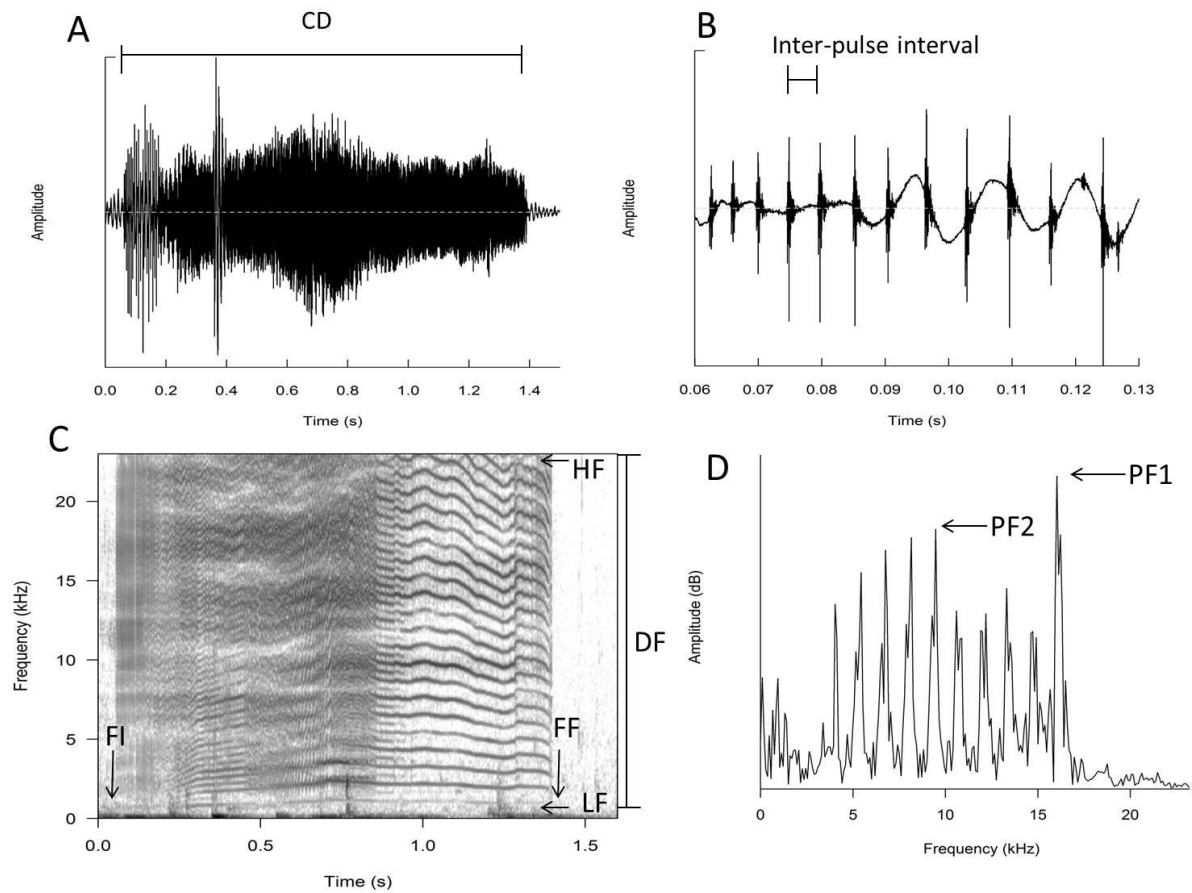 A
CD
Amplitude
0.0 0.2 0.4 0.6 0.8 1.0 1.2 1.4
Time (s)
B
Inter-pulse interval
Amplitude
0.06 0.07 0.08 0.09 0.10 0.11 0.12 0.13
Time (s)
C
HF
DF
FI
FF
LF
Frequency (kHz)
20
15
10
5
0
0.0 0.5 1.0 1.5
Time (s)
D
PF1
PF2
Amplitude (dB)
0 5 10 15 20
Frequency (kHz)